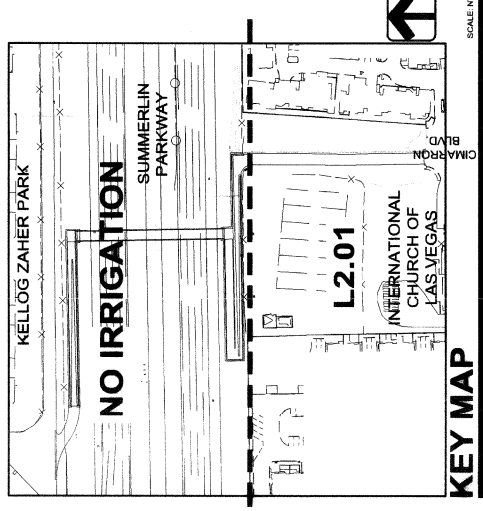 KELLOG ZAHER PARK
NO IRRIGATION
SUMMERLIN
PARKWAY
CIMARRON
BLVD.
L2.01
INTERNATIONAL
CHURCH OF
LAS VEGAS
KEY MAP